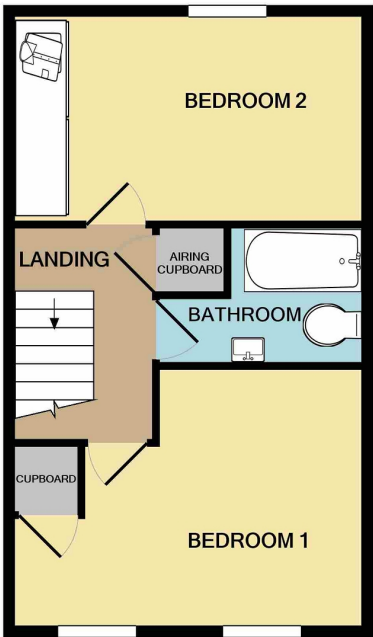 BEDROOM 2
LANDING
AIRING
CUPBOARD
BATHROOM
CUPBOARD
BEDROOM 1